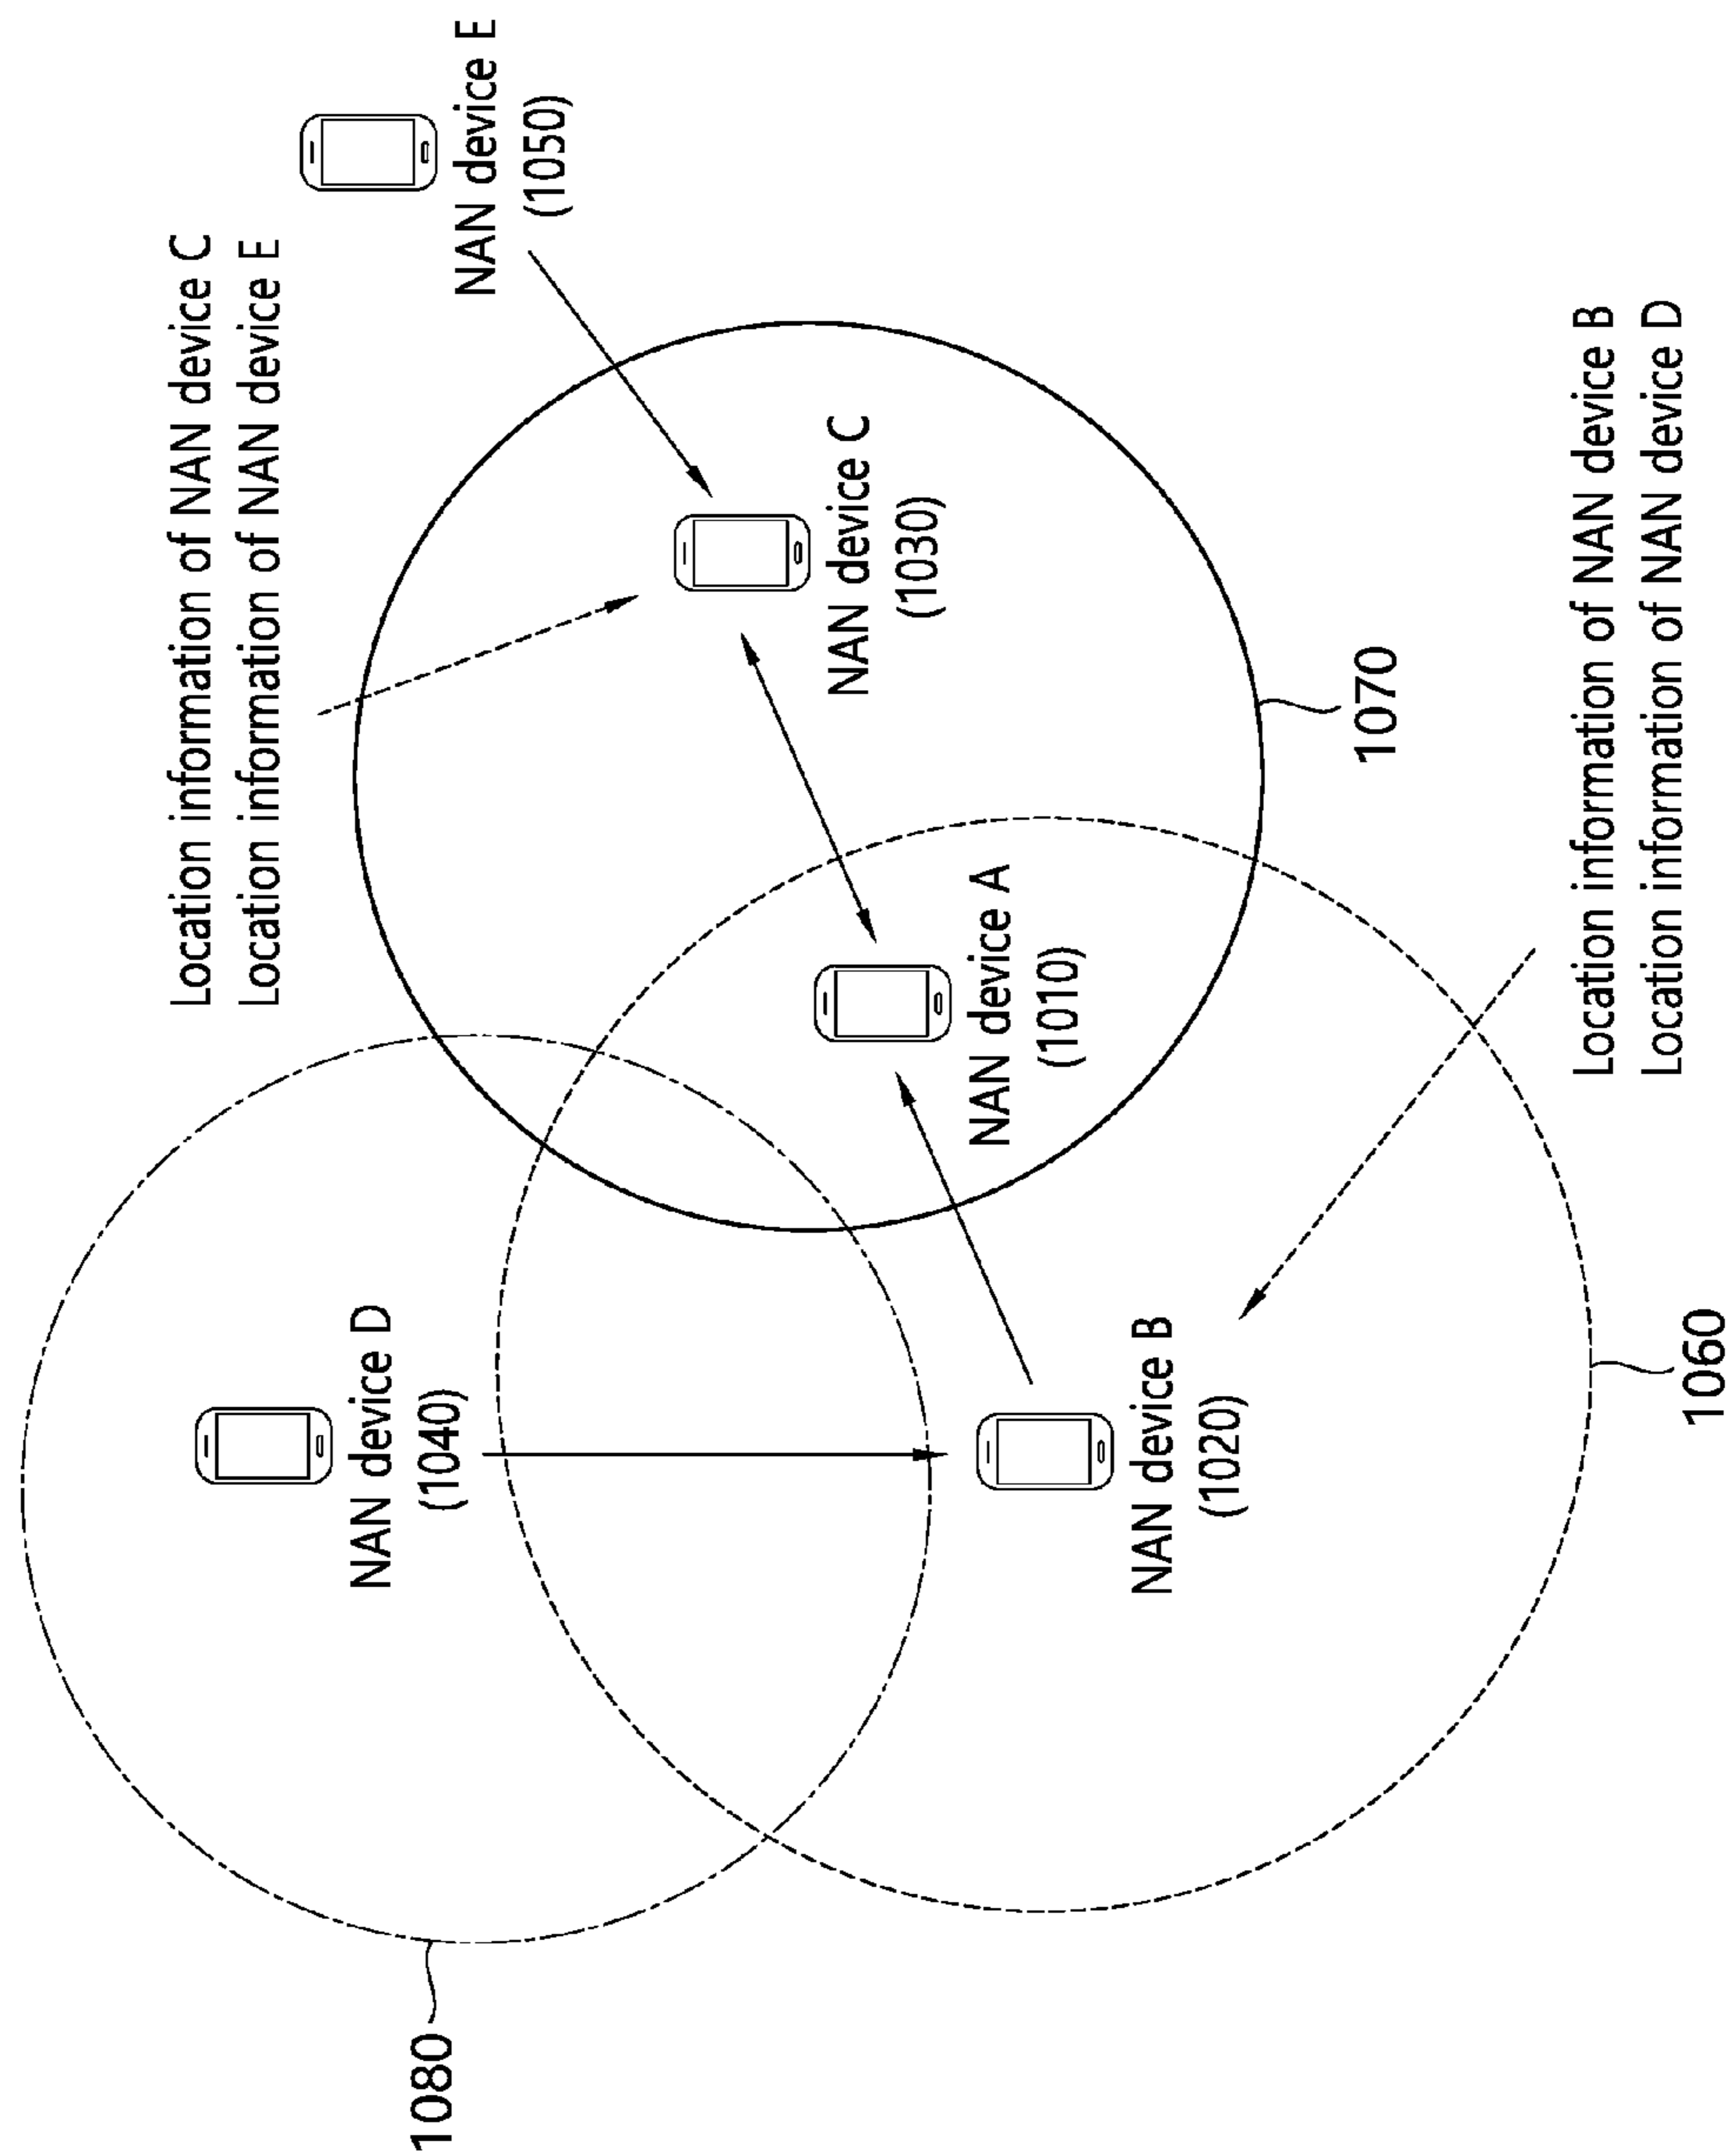 Location information of NAN device C
Location information of NAN device E
NAN device D
(1040)
1080
NAN device E
(1050)
NAN device C
(1030)
NAN device A
(1010)
NAN device B
(1020)
1070
Location information of NAN device B
Location information of NAN device D
1060